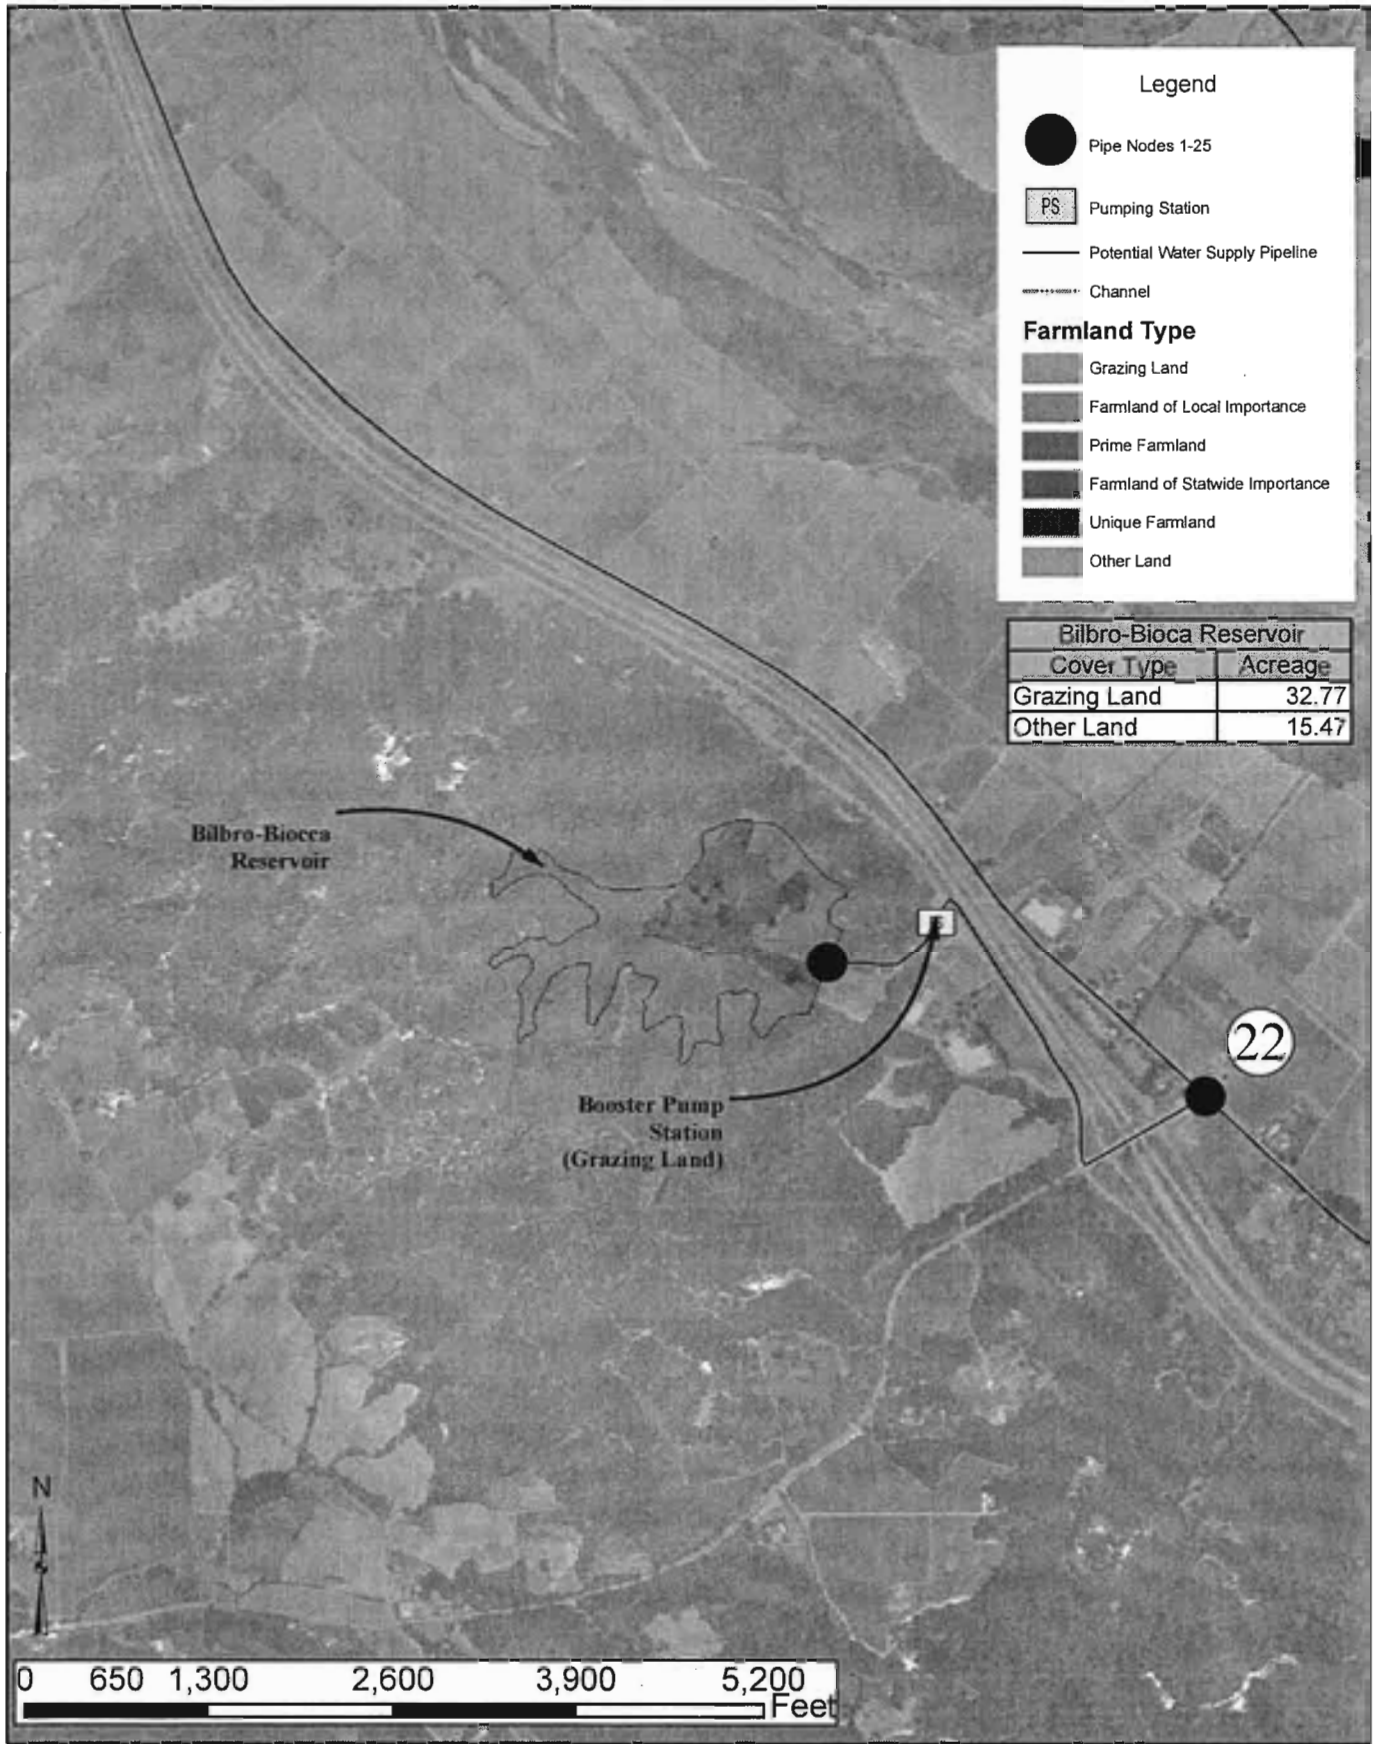 Legend
Pipe Nodes 1-25
PS Pumping Station
Potential Water Supply Pipeline
Channel
Farmland Type
Grazing Land
Farmland of Local Importance
Prime Farmland
Farmland of Statwide Importance
Unique Farmland
Other Land
Bilbro-Bioca Reservoir
Cover Type Acreage
Grazing Land 32.77
Other Land 15.47
Bilbro-Biocca
Reservoir
PS
22
Booster Pump
Station
(Grazing Land)
N
0 650 1,300 2,600 3,900 5,200
Feet